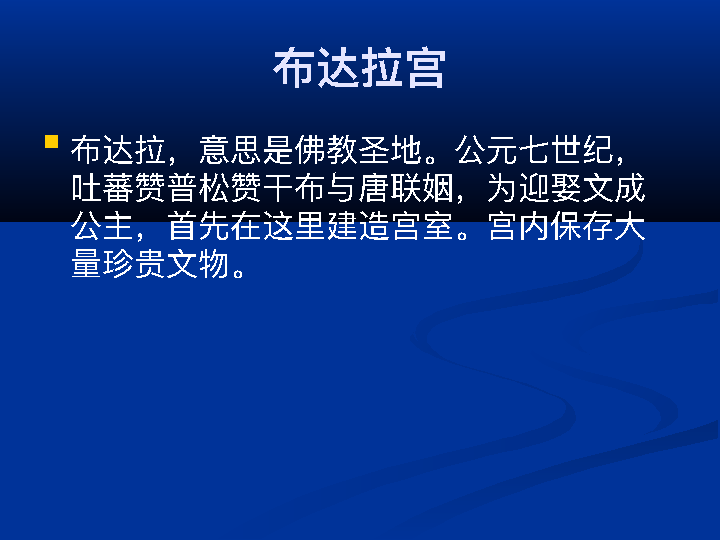 布达拉宫
布达拉，意思是佛教圣地。公元七世纪，
吐蕃赞普松赞干布与唐联姻，为迎娶文成
公主，首先在这里建造宫室。宫内保存大
量珍贵文物。